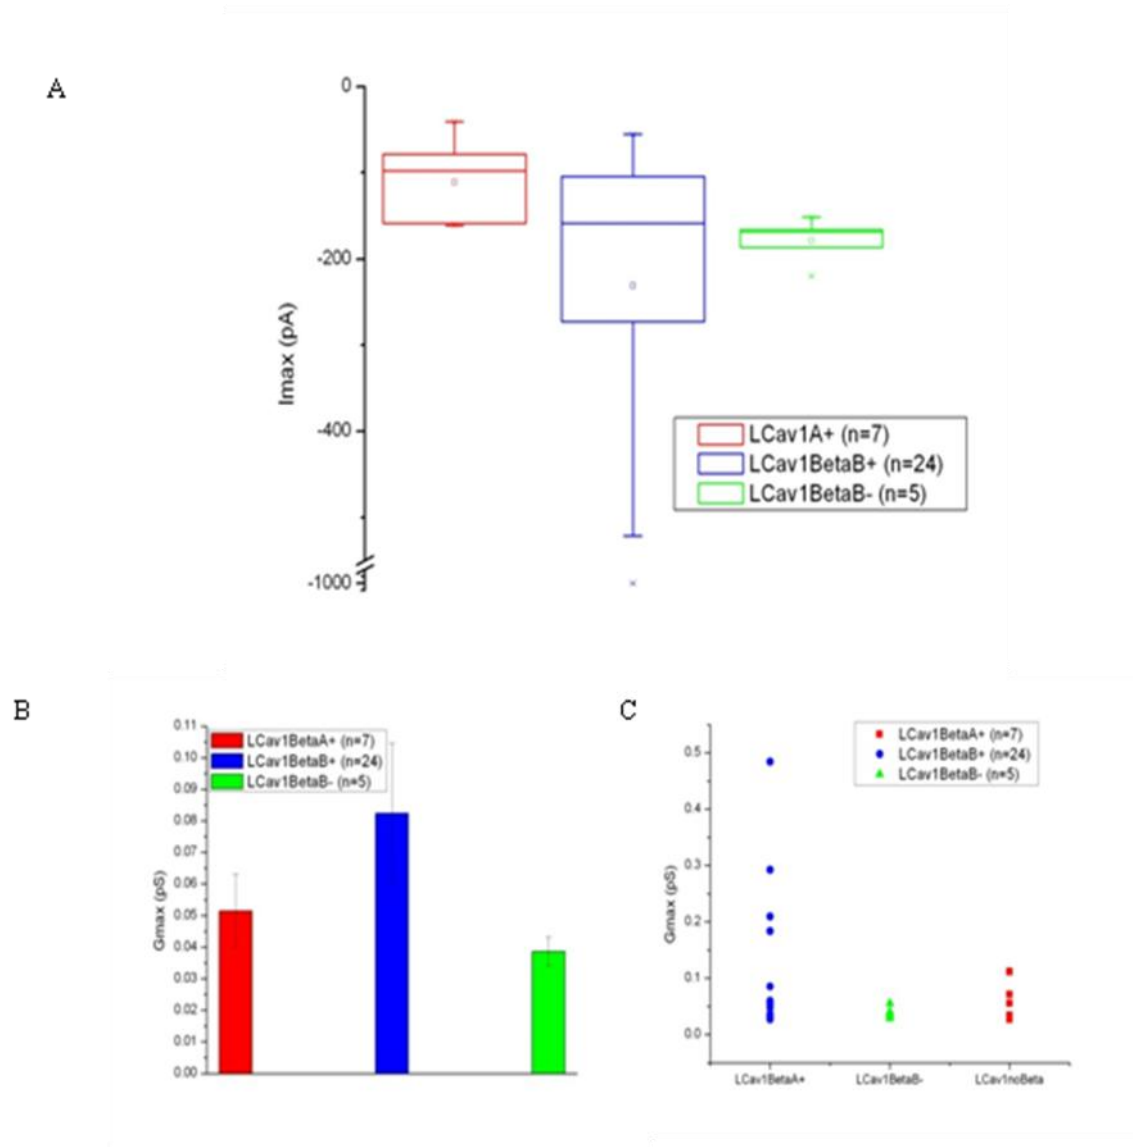 A
0
-200
-400
-1000
Imax (pA)
LCav1A+ (n=7)
LCav1BetaB+ (n=24)
LCav1BetaB- (n=5)
B
0.11
0.10
0.09
0.08
0.07
0.06
0.05
0.04
0.03
0.02
0.01
0.00
Gmax (pS)
LCav1BetaA+ (n=7)
LCav1BetaB+ (n=24)
LCav1BetaB- (n=5)
C
0.5
0.4
0.3
0.2
0.1
0.0
Gmax (pS)
LCav1BetaA+ (n=7)
LCav1BetaB+ (n=24)
LCav1BetaB- (n=5)
LCav1BetaA+
LCav1BetaB-
LCav1noBeta